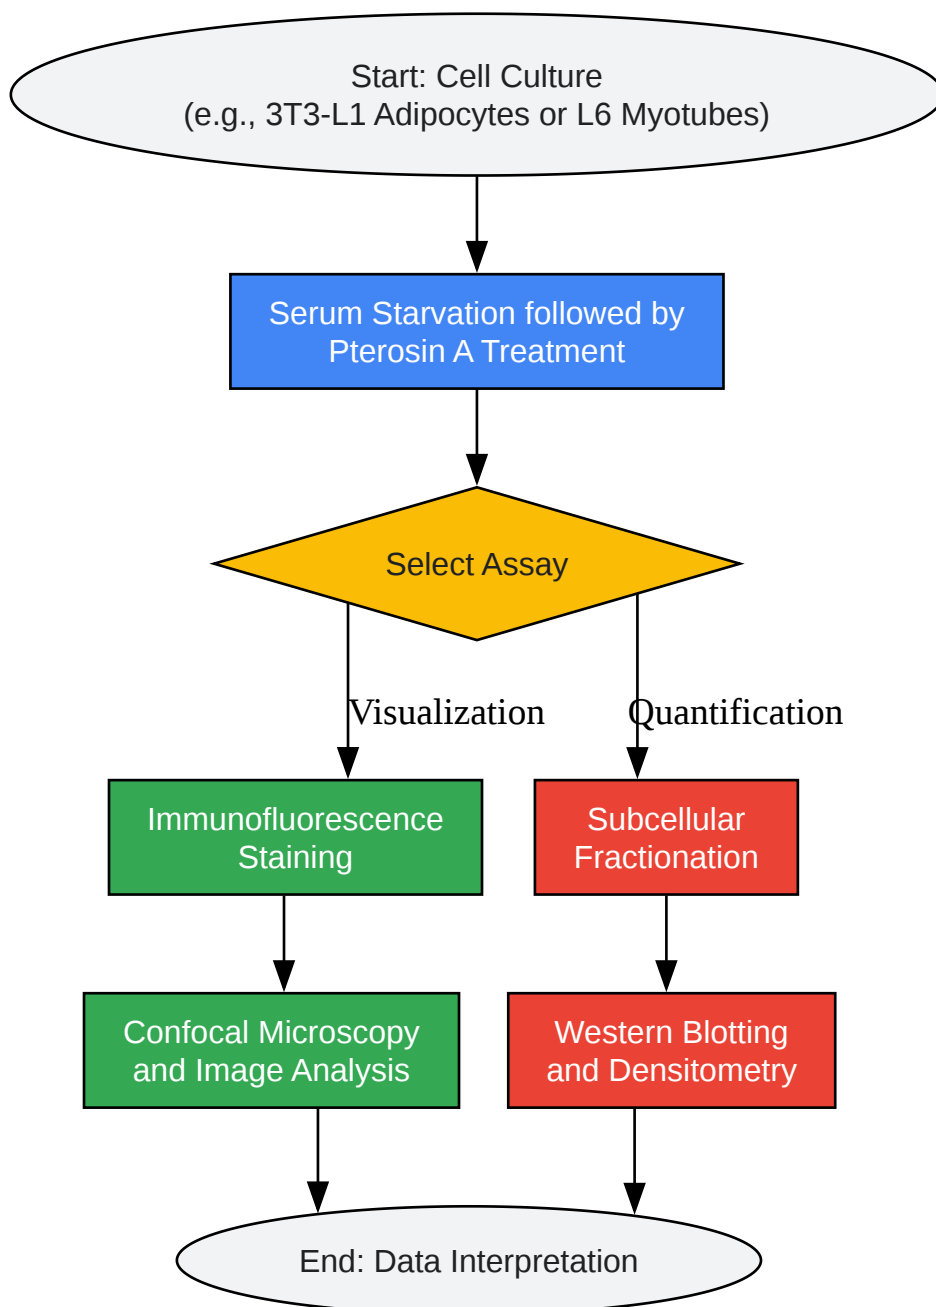 Start: Cell Culture
(e.g., 3T3-L1 Adipocytes or L6 Myotubes)
Serum Starvation followed by
Pterosin A Treatment
Select Assay
Visualization
Quantification
Immunofluorescence
Staining
Subcellular
Fractionation
Confocal Microscopy
and Image Analysis
Western Blotting
and Densitometry
End: Data Interpretation